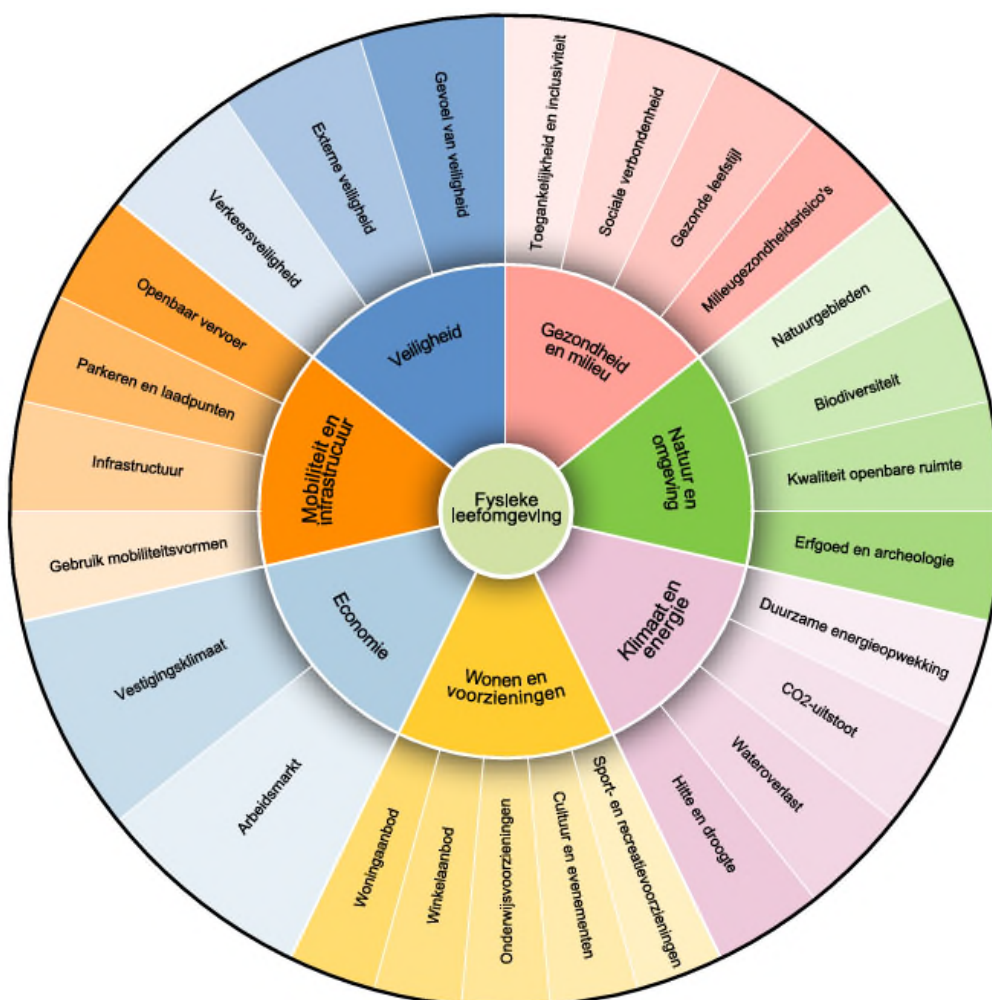 Fysieke
leefomgeving
Gezondheid
en milieu
Toegankelijkheid en inclusiviteit
Sociale verbondenheid
Gezonde leefstijl
Milieugezondheidsrisico's
Natuur en
omgeving
Natuurgebieden
Biodiversiteit
Kwaliteit openbare ruimte
Erfgoed en archeologie
Klimaat en
energie
Duurzame energieopwekking
CO2-uitstoot
Wateroverlast
Hitte en droogte
Wonen en
voorzieningen
Sport- en recreatievorzieningen
Cultuur en evenementen
Onderwijsvoorzieningen
Winkelaanbod
Woningaanbod
Economie
Arbeidsmarkt
Vestigingsklimaat
Mobiliteit en
infrastrucuur
Gebruik mobiliteitsvormen
Infrastructuur
Parkeren en laadpunten
Openbaar vervoer
Veiligheid
Verkeersveiligheid
Externe veiligheid
Gevoel van veiligheid